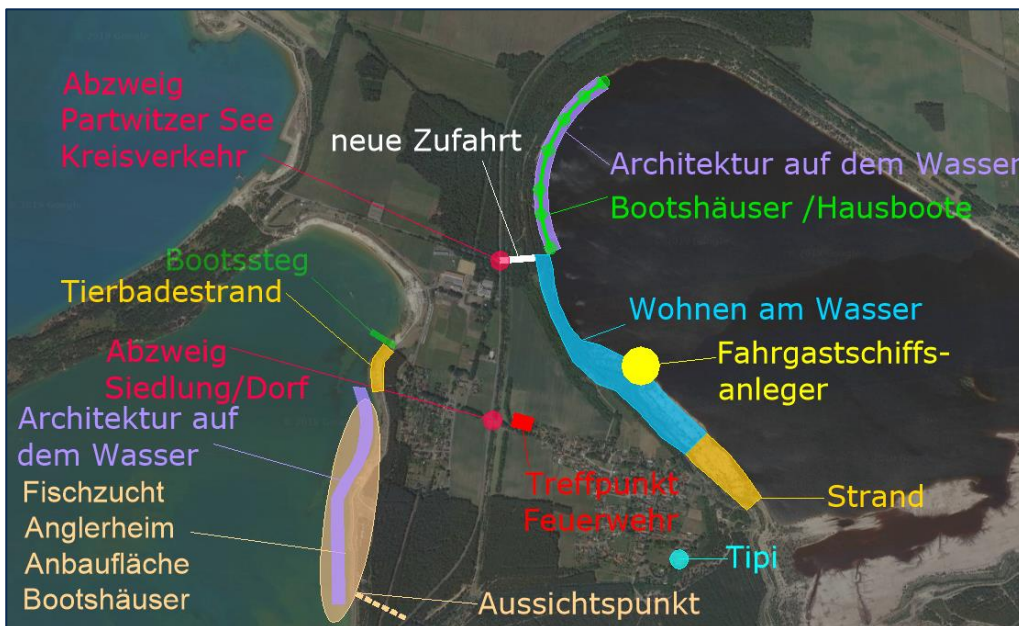 Abzweig
Partwitzer See
Kreisverkehr
neue Zufahrt
Architektur auf dem Wasser
Bootshäuser /Hausboote
Bootssteg
Tierbadestrand
Wohnen am Wasser
Fahrgastschiffs-
anleger
Abzweig
Siedlung/Dorf
Architektur auf
dem Wasser
Fischzucht
Anglerheim
Anbaufläche
Bootshäuser
Treffpunkt
Feuerwehr
Strand
Tipi
Aussichtspunkt